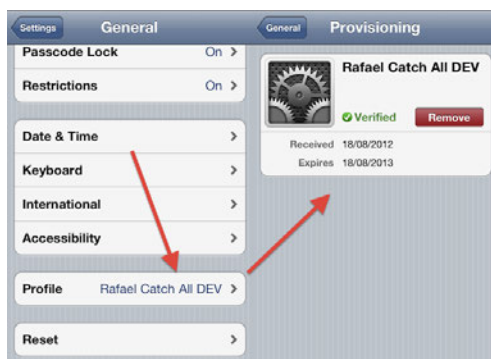 Settings
General
Passcode Lock On
Restrictions On
Date & Time
Keyboard
International
Accessibility
Profile Rafael Catch All DEV
Reset
General
Provisioning
Rafael Catch All DEV
Verified
Remove
Received 18/08/2012
Expires 18/08/2013